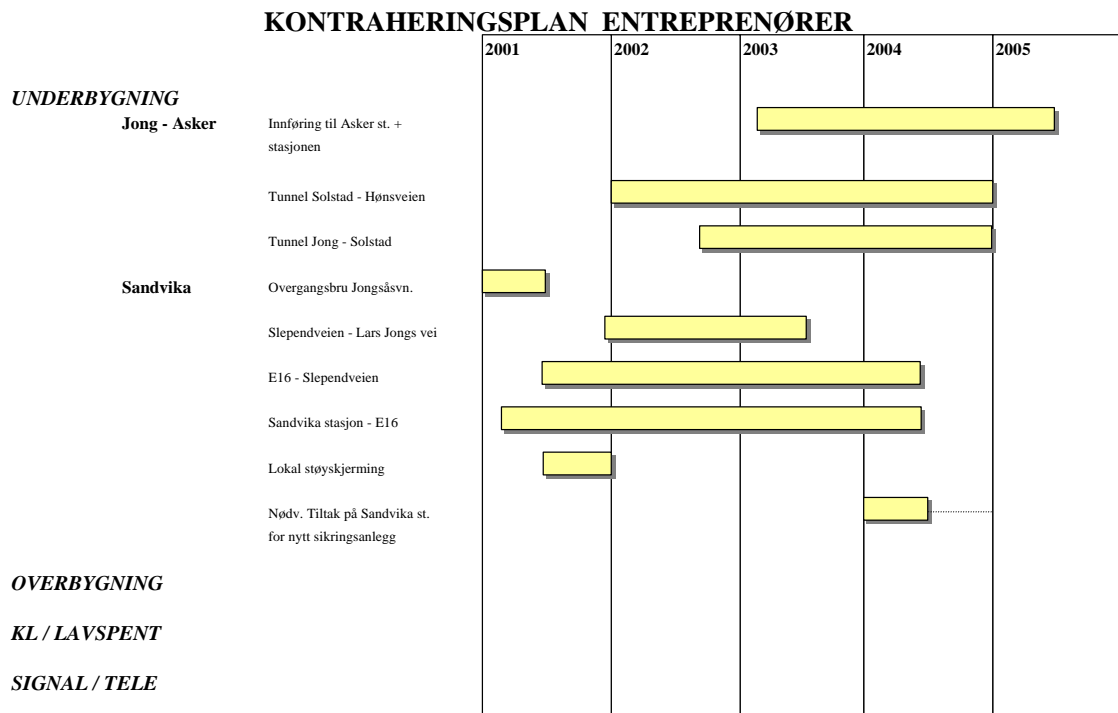 KONTRAHERINGSPLAN ENTREPRENØRER
2001 2002 2003 2004 2005
UNDERBYGNING
Jong - Asker Innføring til Asker st. +
stasjonen
Tunnel Solstad - Hønsveien
Tunnel Jong - Solstad
Sandvika Overgangsbru Jongsåsvn.
Slependveien - Lars Jongs vei
E16 - Slependveien
Sandvika stasjon - E16
Lokal støyskjerming
Nødv. Tiltak på Sandvika st.
for nytt sikringsanlegg
OVERBYGNING
KL / LAVSPENT
SIGNAL / TELE